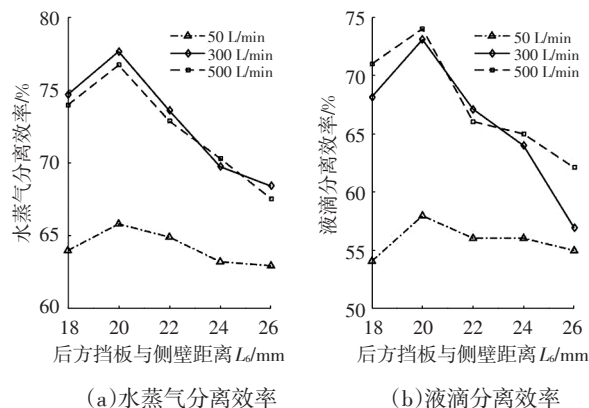 水蒸气分离效率/%
80
75
70
65
60
50 L/min
300 L/min
500 L/min
18 20 22 24 26
后方挡板与侧壁距离L₆/mm
(a)水蒸气分离效率
液滴分离效率/%
75
70
65
60
55
50
50 L/min
300 L/min
500 L/min
18 20 22 24 26
后方挡板与侧壁距离L₆/mm
(b)液滴分离效率